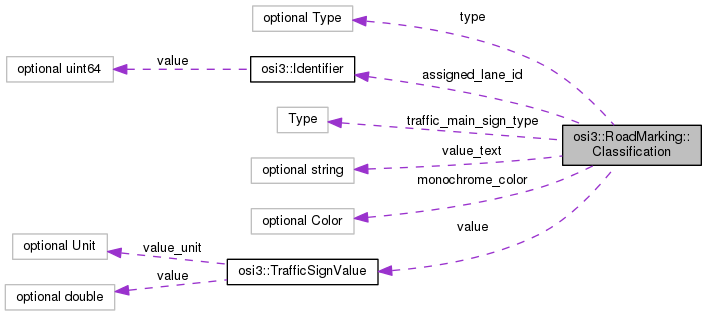 optional Type
type
optional uint64
value
osi3::Identifier
assigned_lane_id
Type
traffic_main_sign_type
osi3::RoadMarking::
Classification
optional string
value_text
optional Color
monochrome_color
optional Unit
value_unit
value
osi3::TrafficSignValue
value
optional double